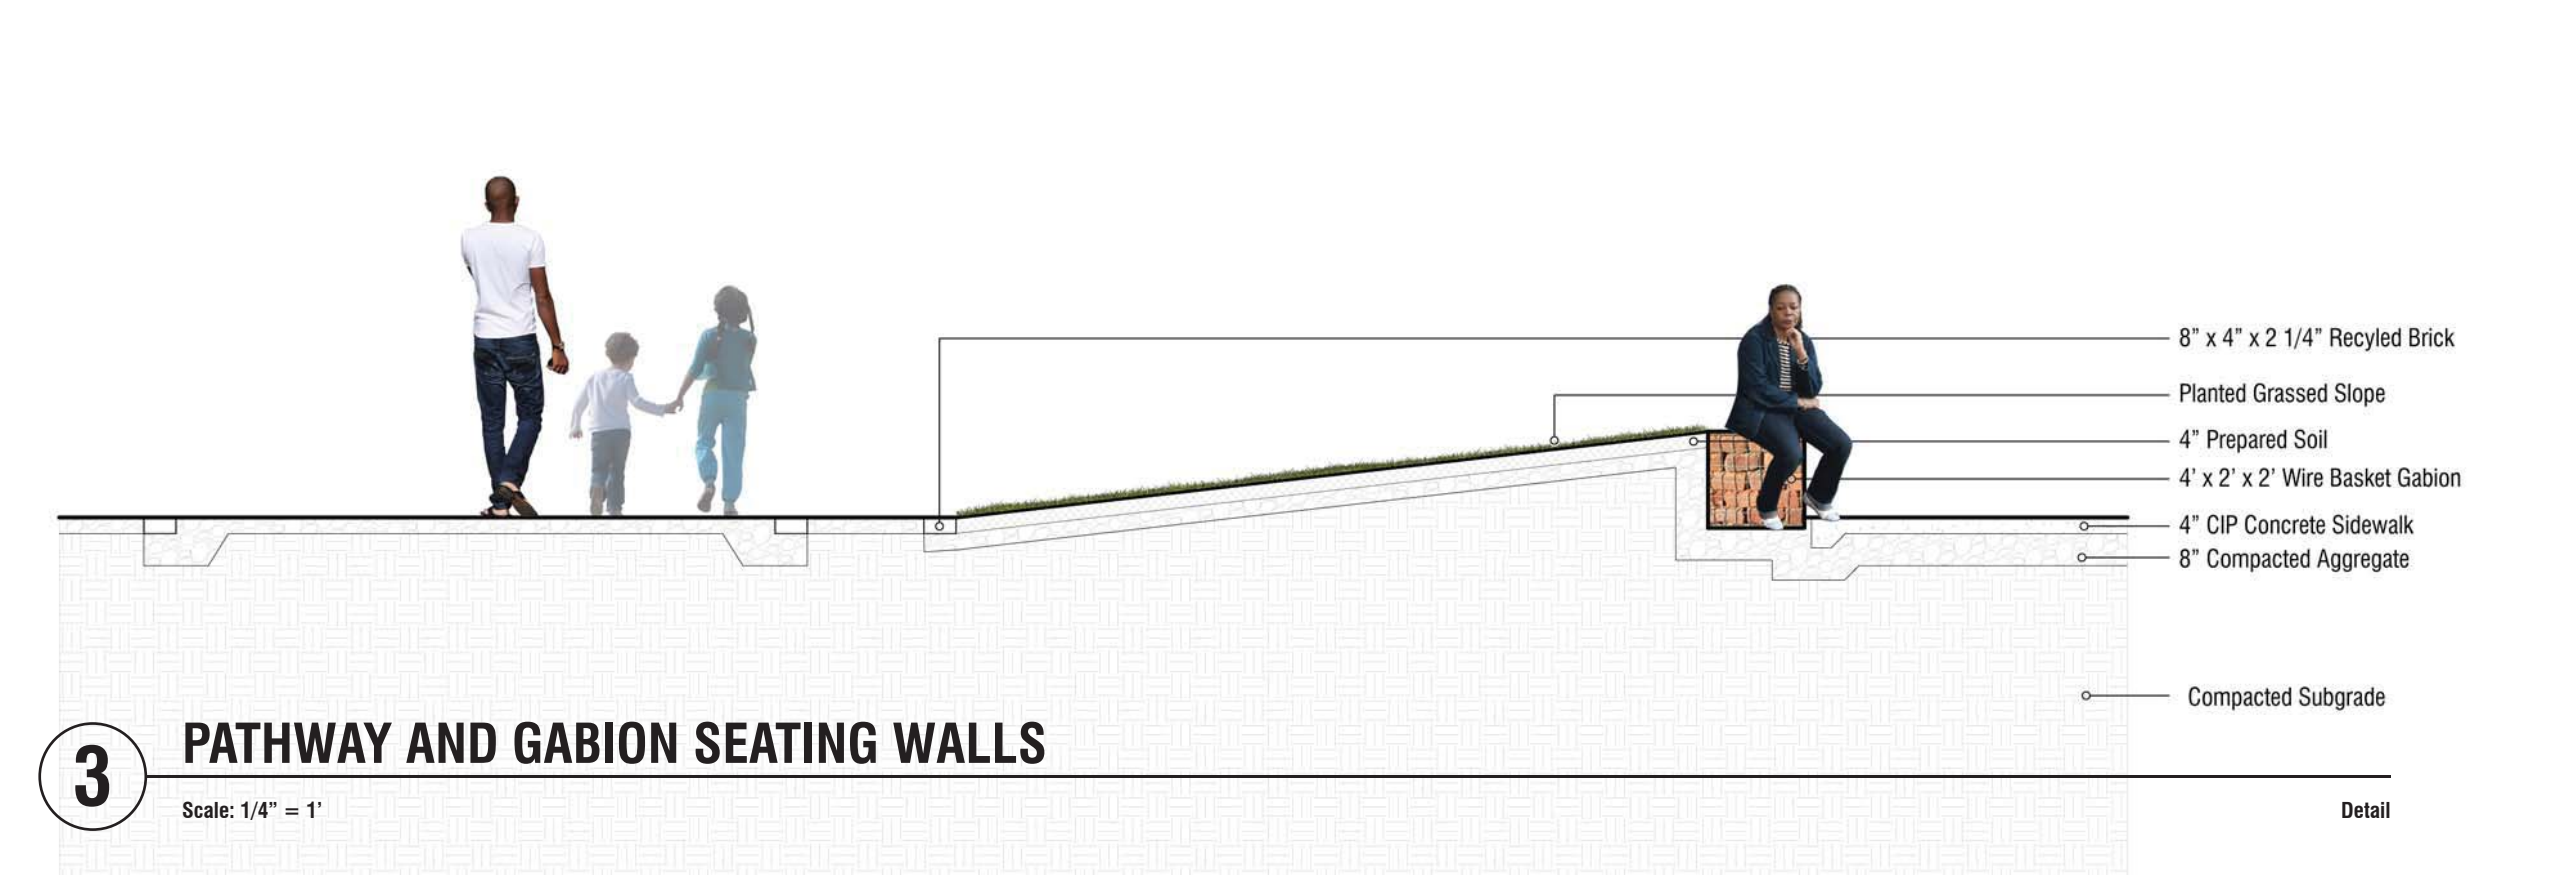 8” x 4” x 2 1/4” Recyled Brick
Planted Grassed Slope
4” Prepared Soil
4’ x 2’ x 2’ Wire Basket Gabion
4” CIP Concrete Sidewalk
8” Compacted Aggregate
Compacted Subgrade
3
PATHWAY AND GABION SEATING WALLS
Scale: 1/4” = 1’
Detail